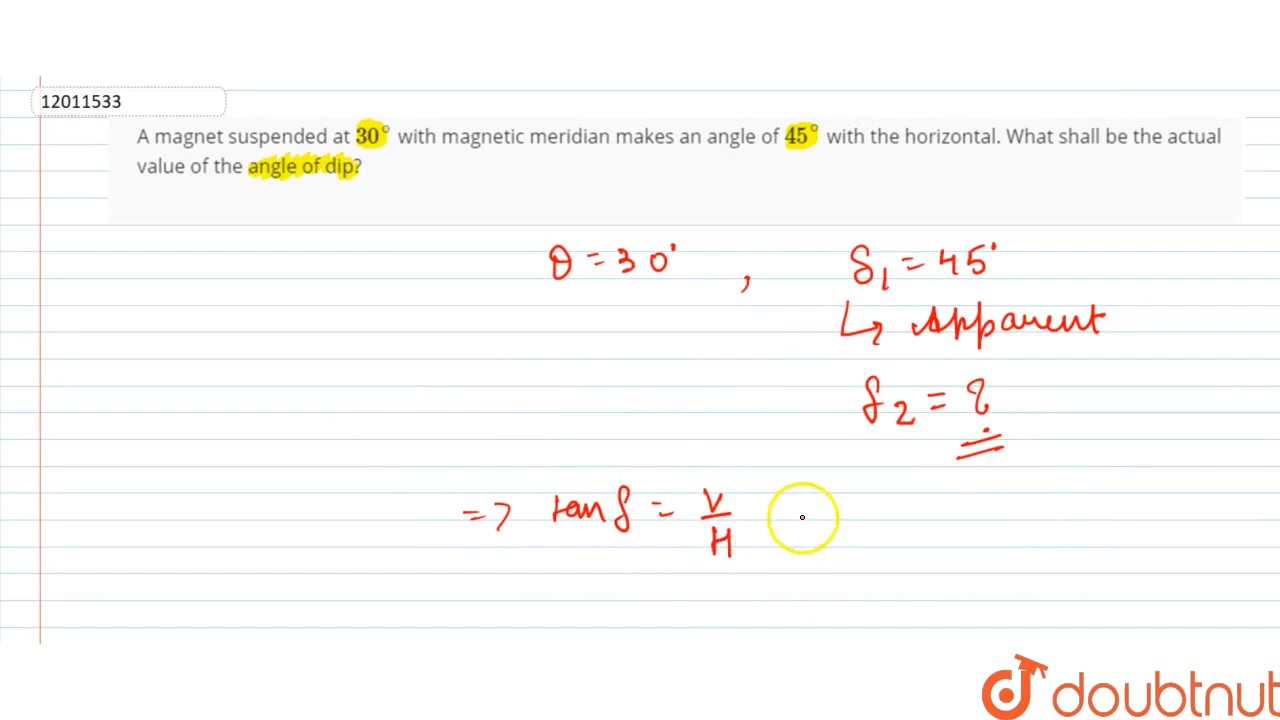 12011533
A magnet suspended at 30° with magnetic meridian makes an angle of 45° with the horizontal. What shall be the actual
value of the angle of dip?
θ = 30° , δ₁ = 45°
↳ Apparent
δ₂ = ?
=> tan δ = V/H
doubtnut